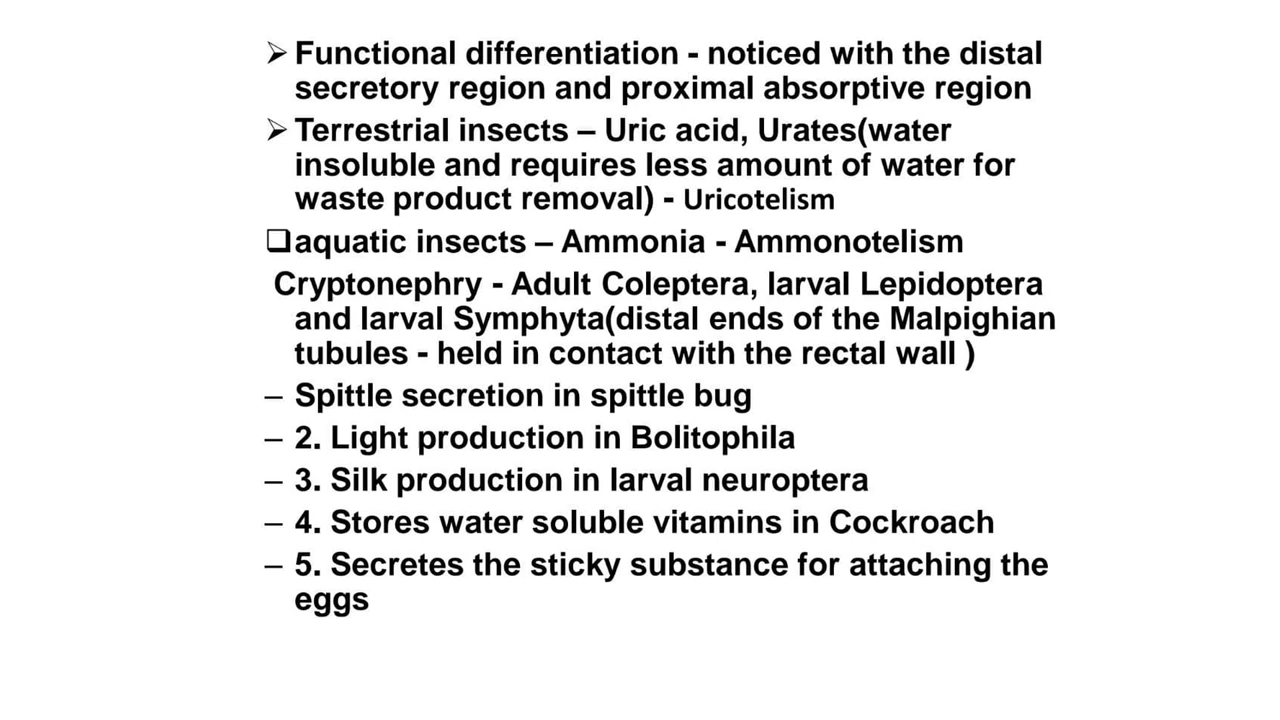 ➢ Functional differentiation - noticed with the distal
secretory region and proximal absorptive region
➢ Terrestrial insects – Uric acid, Urates(water
insoluble and requires less amount of water for
waste product removal) - Uricotelism
❑aquatic insects – Ammonia - Ammonotelism
Cryptonephry - Adult Coleptera, larval Lepidoptera
and larval Symphyta(distal ends of the Malpighian
tubules - held in contact with the rectal wall )
– Spittle secretion in spittle bug
– 2. Light production in Bolitophila
– 3. Silk production in larval neuroptera
– 4. Stores water soluble vitamins in Cockroach
– 5. Secretes the sticky substance for attaching the
eggs